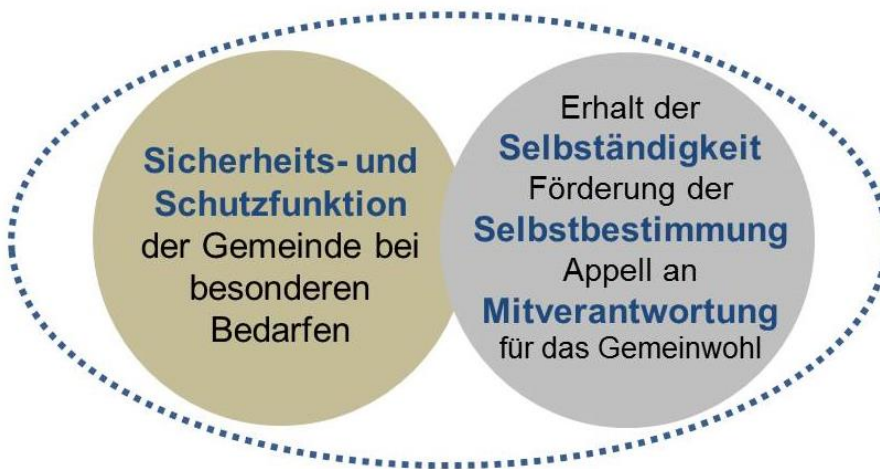 Sicherheits- und
Schutzfunktion
der Gemeinde bei
besonderen
Bedarfen
Erhalt der
Selbständigkeit
Förderung der
Selbstbestimmung
Appell an
Mitverantwortung
für das Gemeinwohl